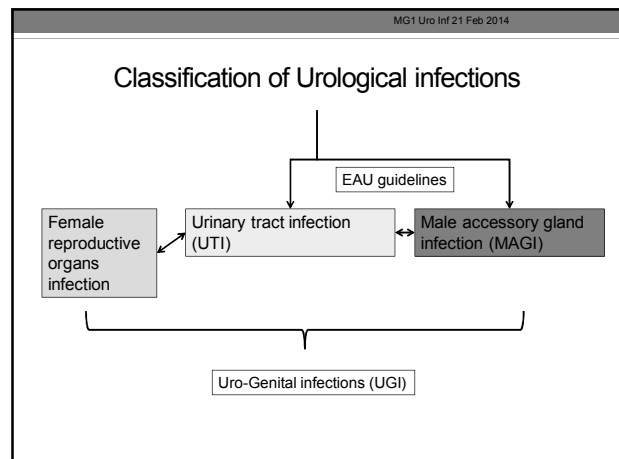 MG1 Uro Inf 21 Feb 2014
Classification of Urological infections
EAU guidelines
Female
reproductive
organs
infection
Urinary tract infection
(UTI)
Male accessory gland
infection (MAGI)
Uro-Genital infections (UGI)